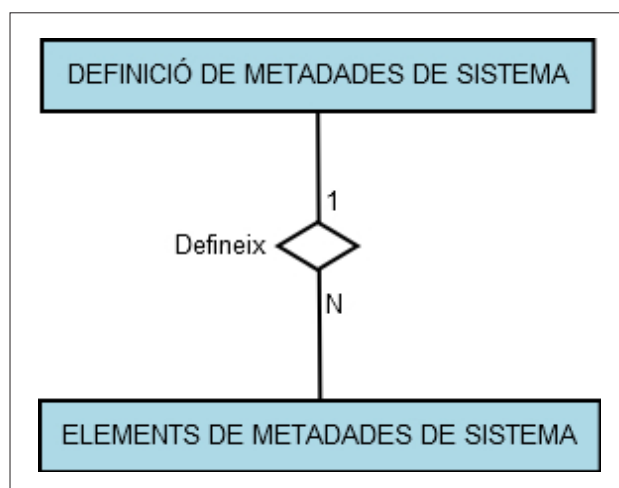 DEFINICIÓ DE METADADES DE SISTEMA
1
Defineix
N
ELEMENTS DE METADADES DE SISTEMA